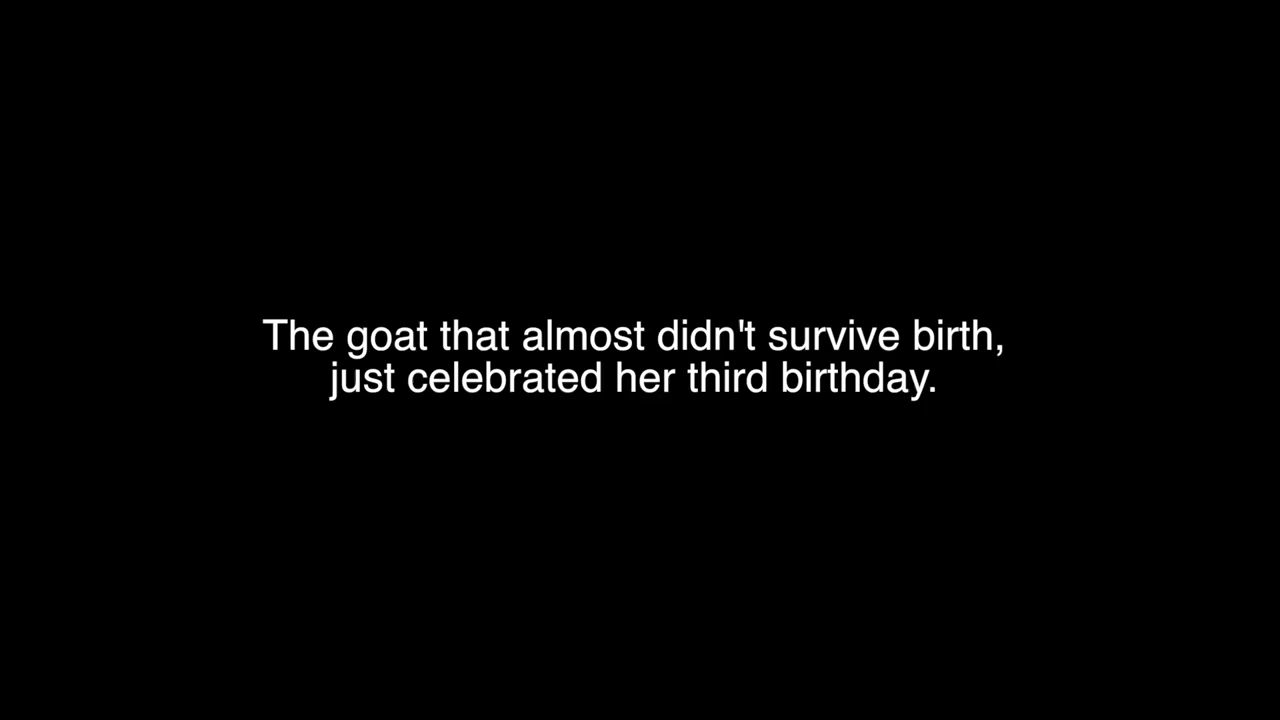 The goat that almost didn't survive birth,
just celebrated her third birthday.